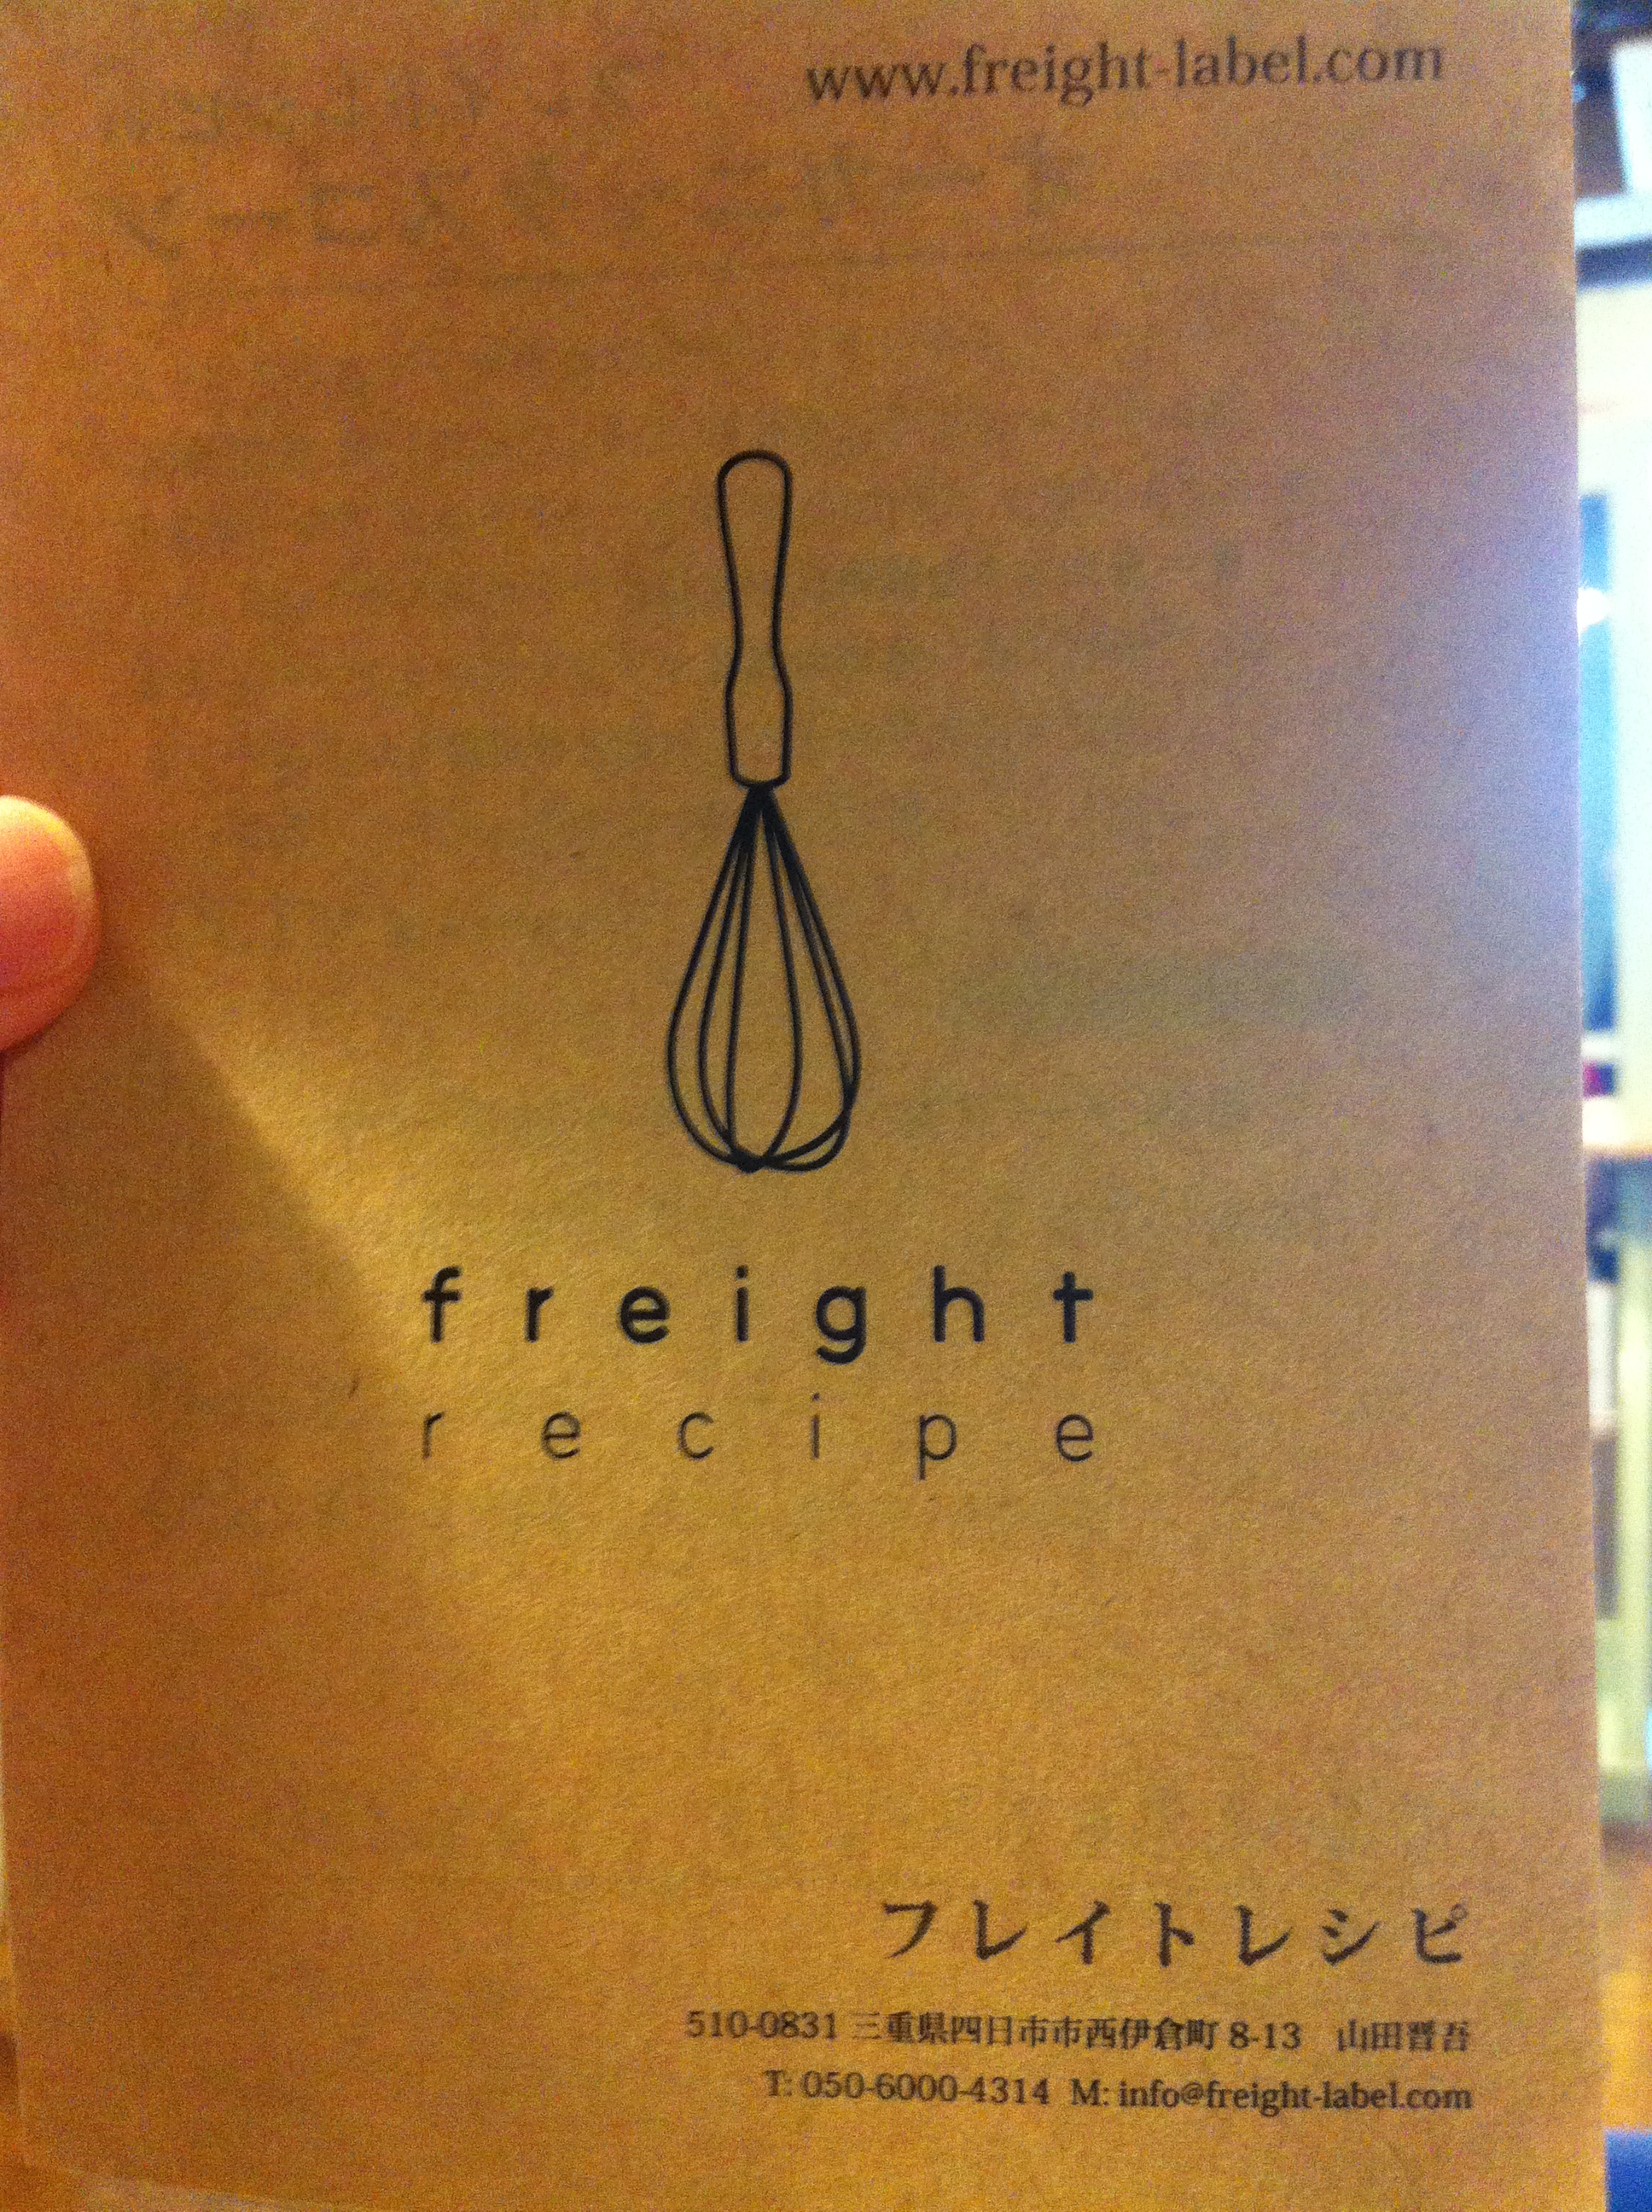 www.freight-label.com
freight
recipe
フレイトレシピ
510-0831 三重県四日市市西伊倉町 8-13　山田晋吾
T: 050-6000-4314 M: info@freight-label.com